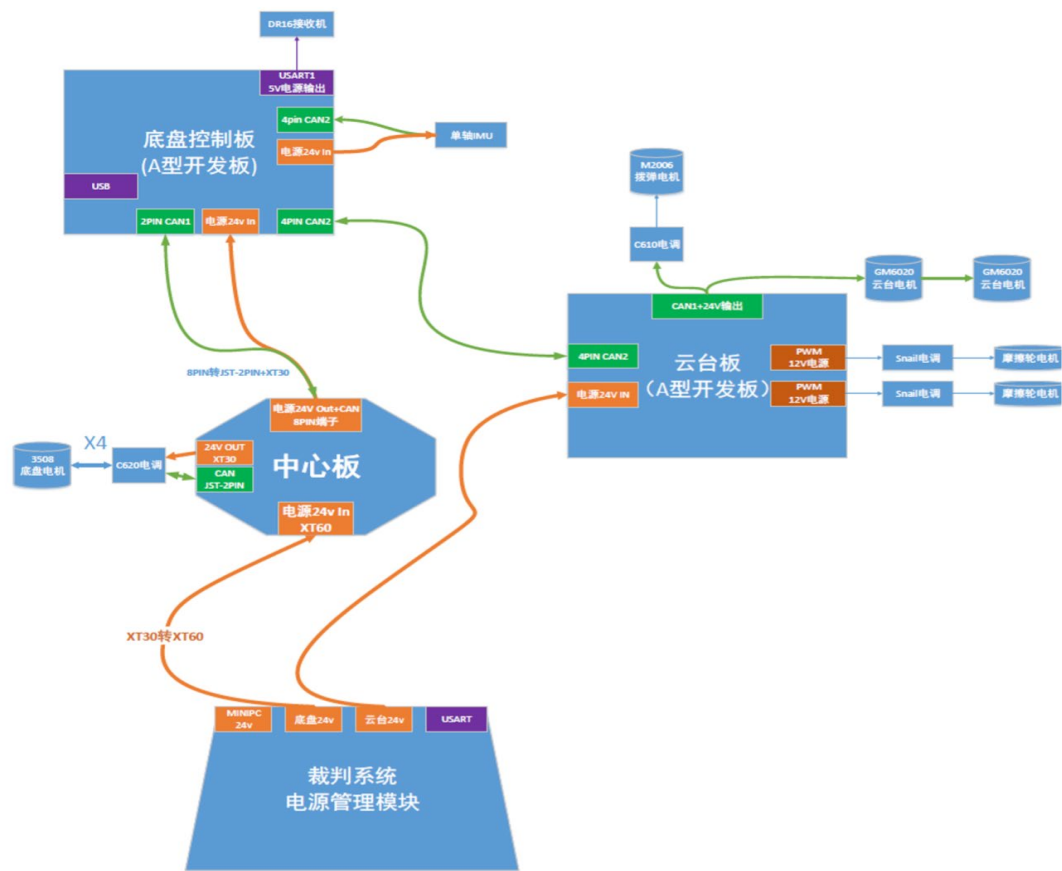 DR16接收机
USART1
5V电源输出
4pin CAN2
底盘控制板
(A型开发板)
电源24v In
单轴IMU
USB
2PIN CAN1
电源24v In
4PIN CAN2
M2006
拨弹电机
C610电调
GM6020
云台电机
GM6020
云台电机
CAN1+24V输出
4PIN CAN2
云台板
（A型开发板）
电源24V IN
PWM
12V电源
Snail电调
摩擦轮电机
PWM
12V电源
Snail电调
摩擦轮电机
8PIN转JST-2PIN+XT30
电源24V Out+CAN
8PIN端子
X4
3508
底盘电机
C620电调
24V OUT
XT30
CAN
JST-2PIN
中心板
电源24v In
XT60
XT30转XT60
MINIPC
24v
底盘24v
云台24v
USART
裁判系统
电源管理模块